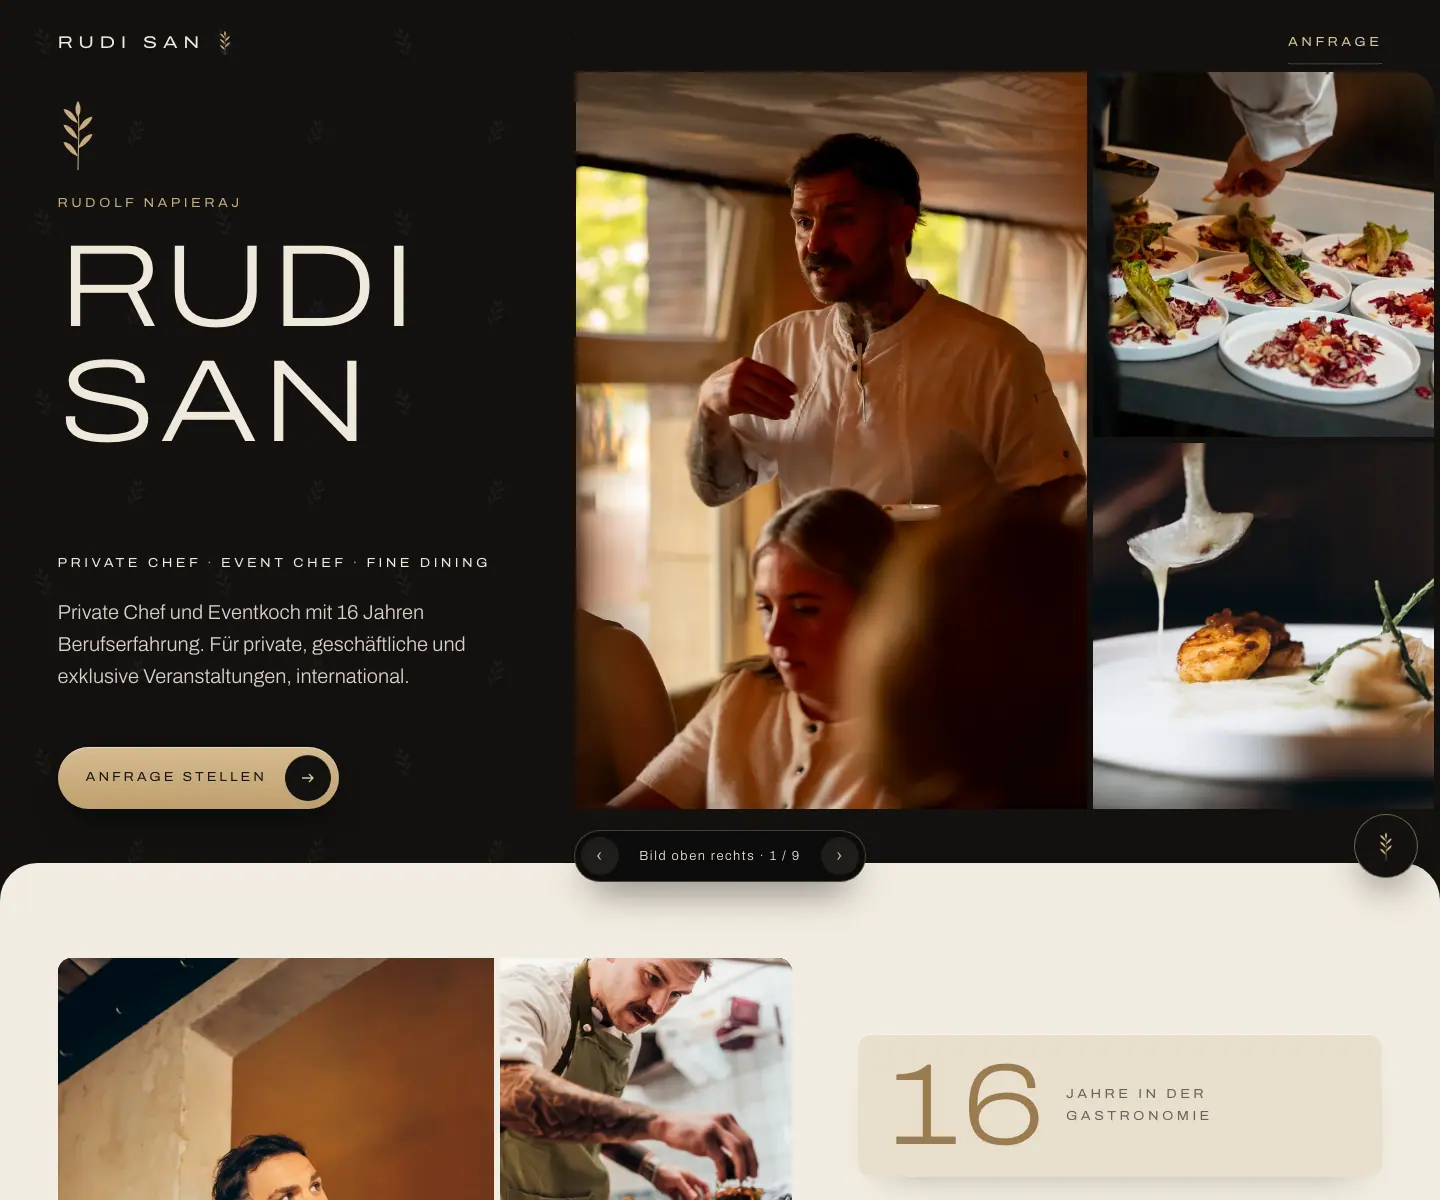 RUDI SAN
ANFRAGE
RUDOLF NAPIERAJ
RUDI
SAN
PRIVATE CHEF · EVENT CHEF · FINE DINING
Private Chef und Eventkoch mit 16 Jahren
Berufserfahrung. Für private, geschäftliche und
exklusive Veranstaltungen, international.
ANFRAGE STELLEN →
‹ Bild oben rechts · 1 / 9 ›
16
JAHRE IN DER
GASTRONOMIE